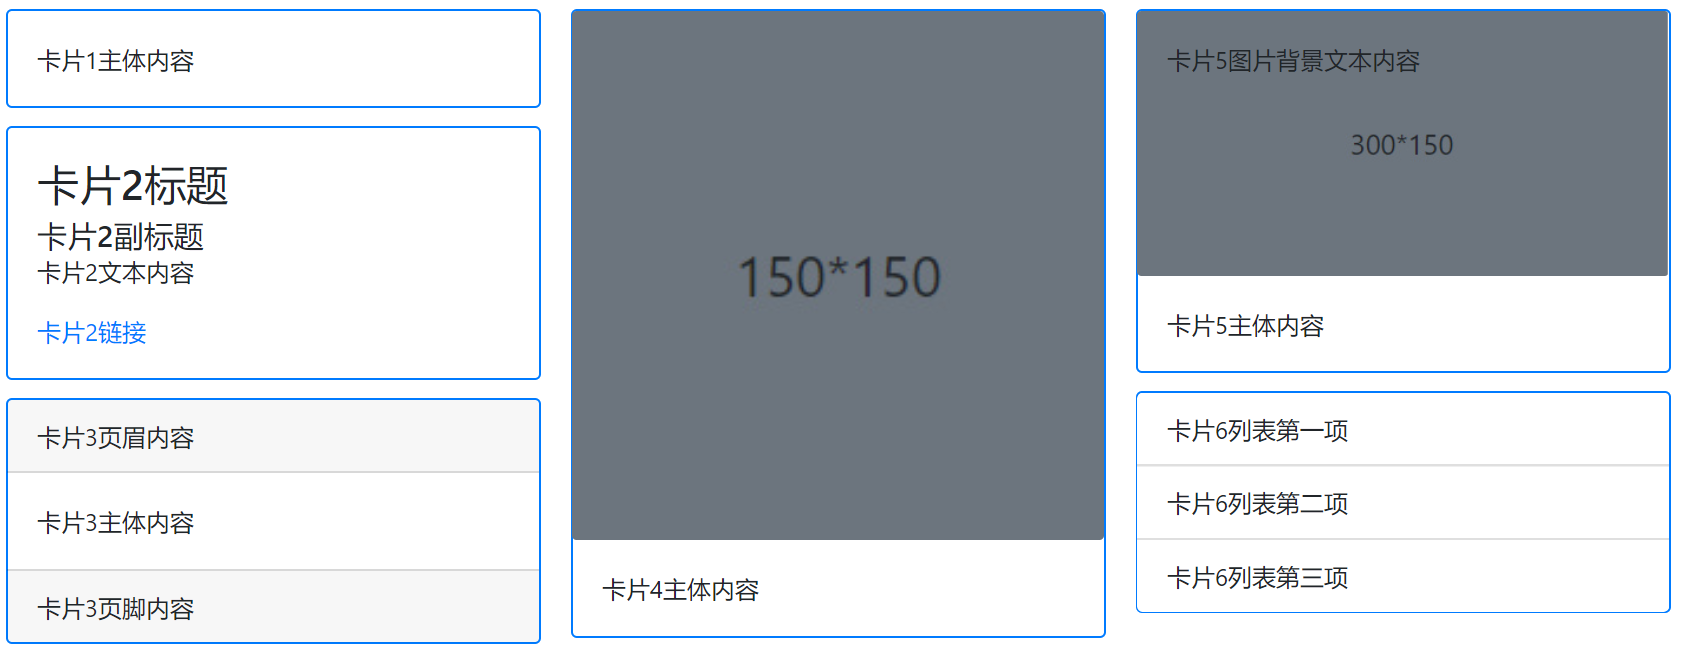 卡片1主体内容
卡片2标题
卡片2副标题
卡片2文本内容
卡片2链接
卡片3页眉内容
卡片3主体内容
卡片3页脚内容
150*150
卡片4主体内容
卡片5图片背景文本内容
300*150
卡片5主体内容
卡片6列表第一项
卡片6列表第二项
卡片6列表第三项